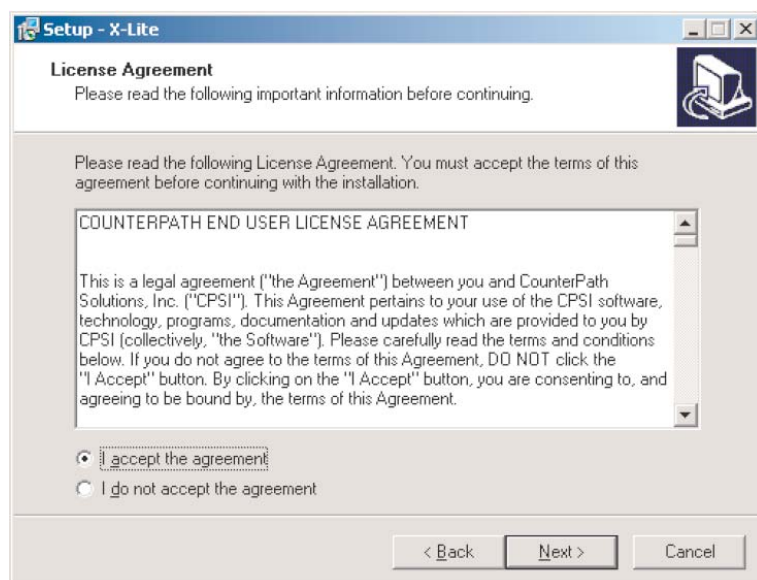 Setup - X-Lite
License Agreement
Please read the following important information before continuing.
Please read the following License Agreement. You must accept the terms of this
agreement before continuing with the installation.
COUNTERPATH END USER LICENSE AGREEMENT
This is a legal agreement ("the Agreement") between you and CounterPath
Solutions, Inc. ("CPSI"). This Agreement pertains to your use of the CPSI software,
technology, programs, documentation and updates which are provided to you by
CPSI (collectively, "the Software"). Please carefully read the terms and conditions
below. If you do not agree to the terms of this Agreement, DO NOT click the
"I Accept" button. By clicking on the "I Accept" button, you are consenting to, and
agreeing to be bound by, the terms of this Agreement.
I accept the agreement
I do not accept the agreement
< Back
Next >
Cancel